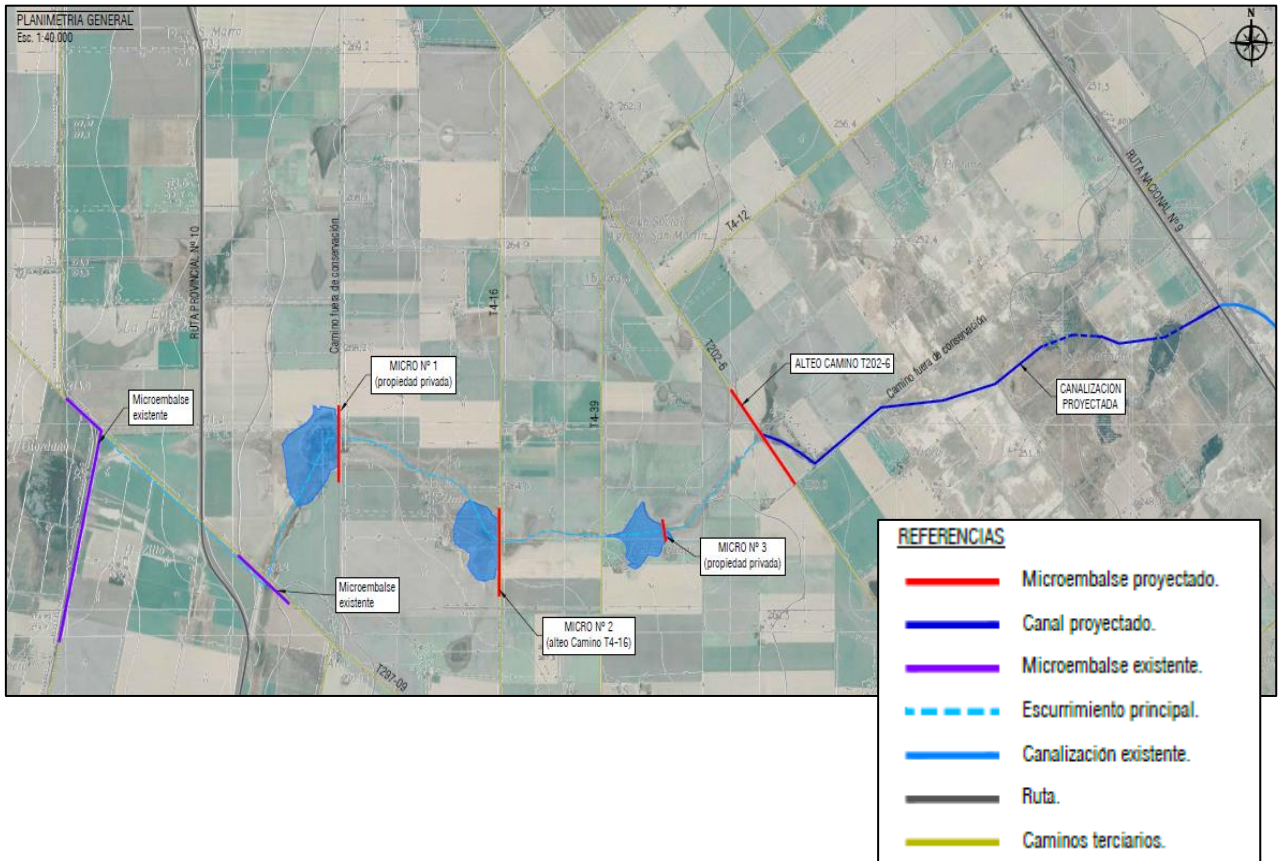 PLANIMETRIA GENERAL
Esc. 1:40.000
N
RUTA PROVINCIAL Nº 10
Camino fuera de conservación
T4-16
T4-39
T202-6
T4-12
RUTA NACIONAL Nº 9
262,3
256,4
252,4
264,9
MICRO Nº 1
(propiedad privada)
ALTEO CAMINO T202-6
Camino fuera de conservación
CANALIZACION
PROYECTADA
Microembalse
existente
Microembalse
existente
MICRO Nº 2
(alteo Camino T4-16)
MICRO Nº 3
(propiedad privada)
T297-09
REFERENCIAS
Microembalse proyectado.
Canal proyectado.
Microembalse existente.
Escurrimiento principal.
Canalización existente.
Ruta.
Caminos terciarios.